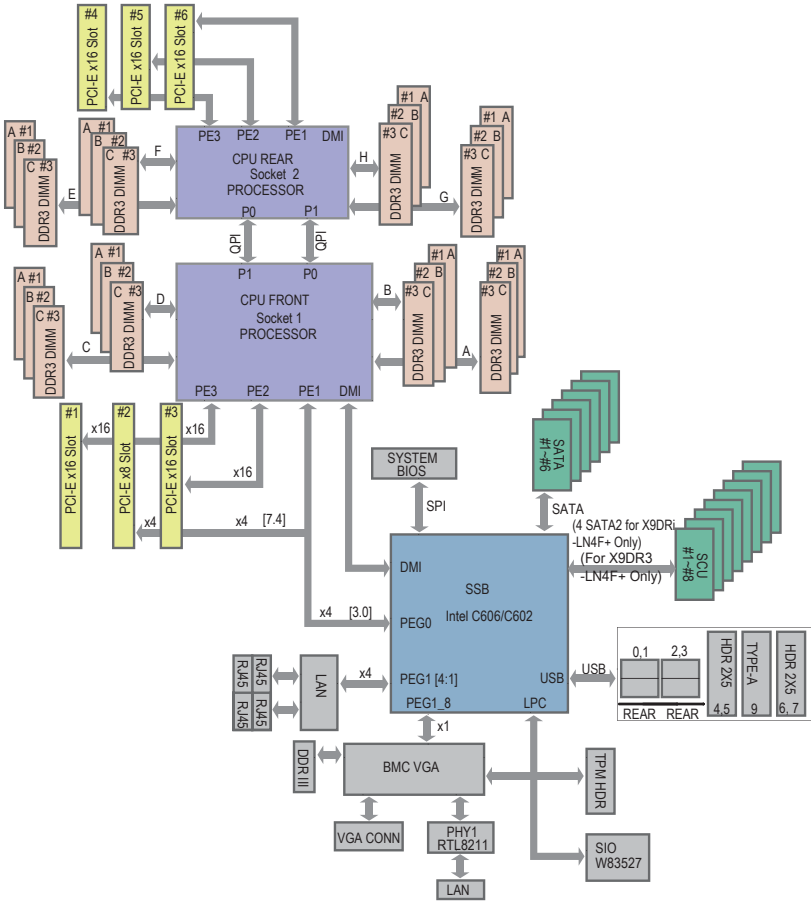 #4
#5
#6
PCI-E x16 Slot
PCI-E x16 Slot
PCI-E x16 Slot
PE3 PE2 PE1 DMI
CPU REAR
Socket 2
PROCESSOR
P0 P1
A #1
B #2
C #3
DDR3 DIMM
E
#1
B #2
C #3
DDR3 DIMM
F
H
#1 A
#2 B
#3 C
DDR3 DIMM
G
#1 A
#2 B
#3 C
DDR3 DIMM
QPI
QPI
P1 P0
CPU FRONT
Socket 1
PROCESSOR
PE3 PE2 PE1 DMI
A #1
B #2
C #3
DDR3 DIMM
C
A #1
B #2
C #3
DDR3 DIMM
D
B
#1 A
#2 B
#3 C
DDR3 DIMM
A
#1 A
#2 B
#3 C
DDR3 DIMM
#1
#2
#3
PCI-E x16 Slot
PCI-E x8 Slot
PCI-E x16 Slot
x16
x16
x16
x4
x4
[7.4]
x4
[3.0]
SYSTEM
BIOS
SPI
SATA
#1~#6
SATA
(4 SATA2 for X9DRi
-LN4F+ Only)
(For X9DR3
-LN4F+ Only)
SCU
#1~#8
DMI
SSB
Intel C606/C602
PEG0
PEG1 [4:1]
PEG1_8
USB
LPC
RJ45
RJ45
RJ45
RJ45
LAN
x4
USB
0,1
2,3
REAR
REAR
HDR 2X5
4,5
TYPE-A
9
HDR 2X5
6, 7
x1
DDR III
BMC VGA
TPM HDR
VGA CONN
PHY1
RTL8211
LAN
SIO
W83527